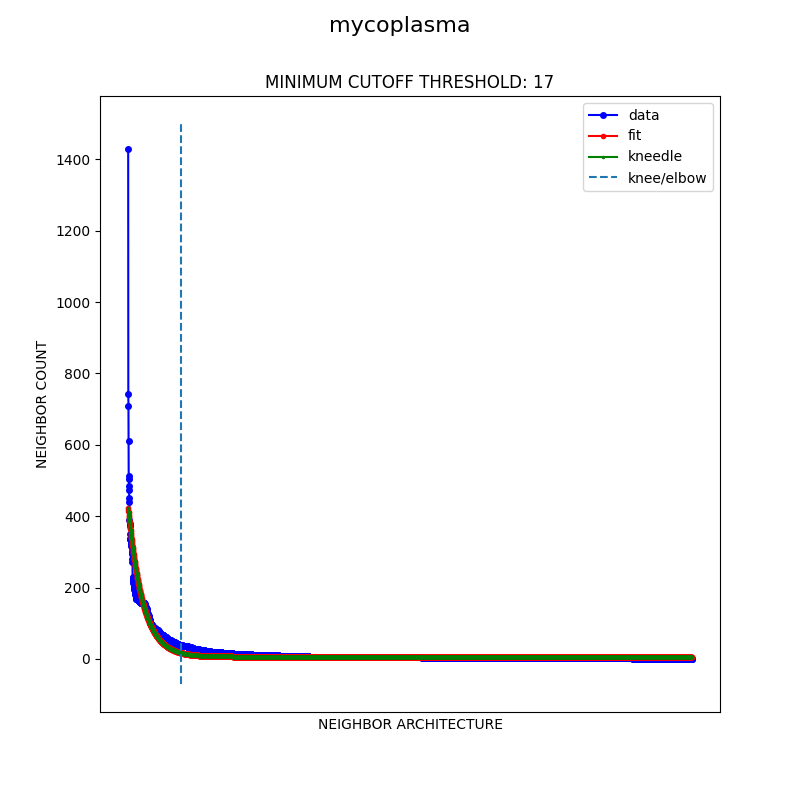 mycoplasma
MINIMUM CUTOFF THRESHOLD: 17
data
fit
kneedle
knee/elbow
1400
1200
1000
800
600
400
200
0
NEIGHBOR COUNT
NEIGHBOR ARCHITECTURE